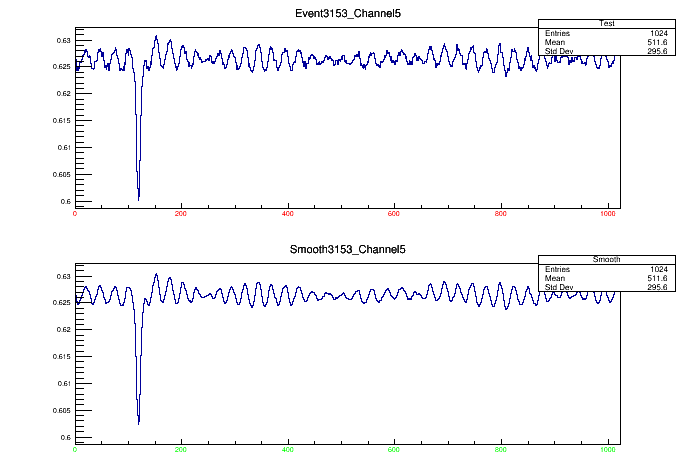 Event3153_Channel5
Test
Entries 1024
Mean 511.6
Std Dev 295.6
0.63
0.625
0.62
0.615
0.61
0.605
0.6
0 200 400 600 800 1000
Smooth3153_Channel5
Smooth
Entries 1024
Mean 511.6
Std Dev 295.6
0.63
0.625
0.62
0.615
0.61
0.605
0.6
0 200 400 600 800 1000